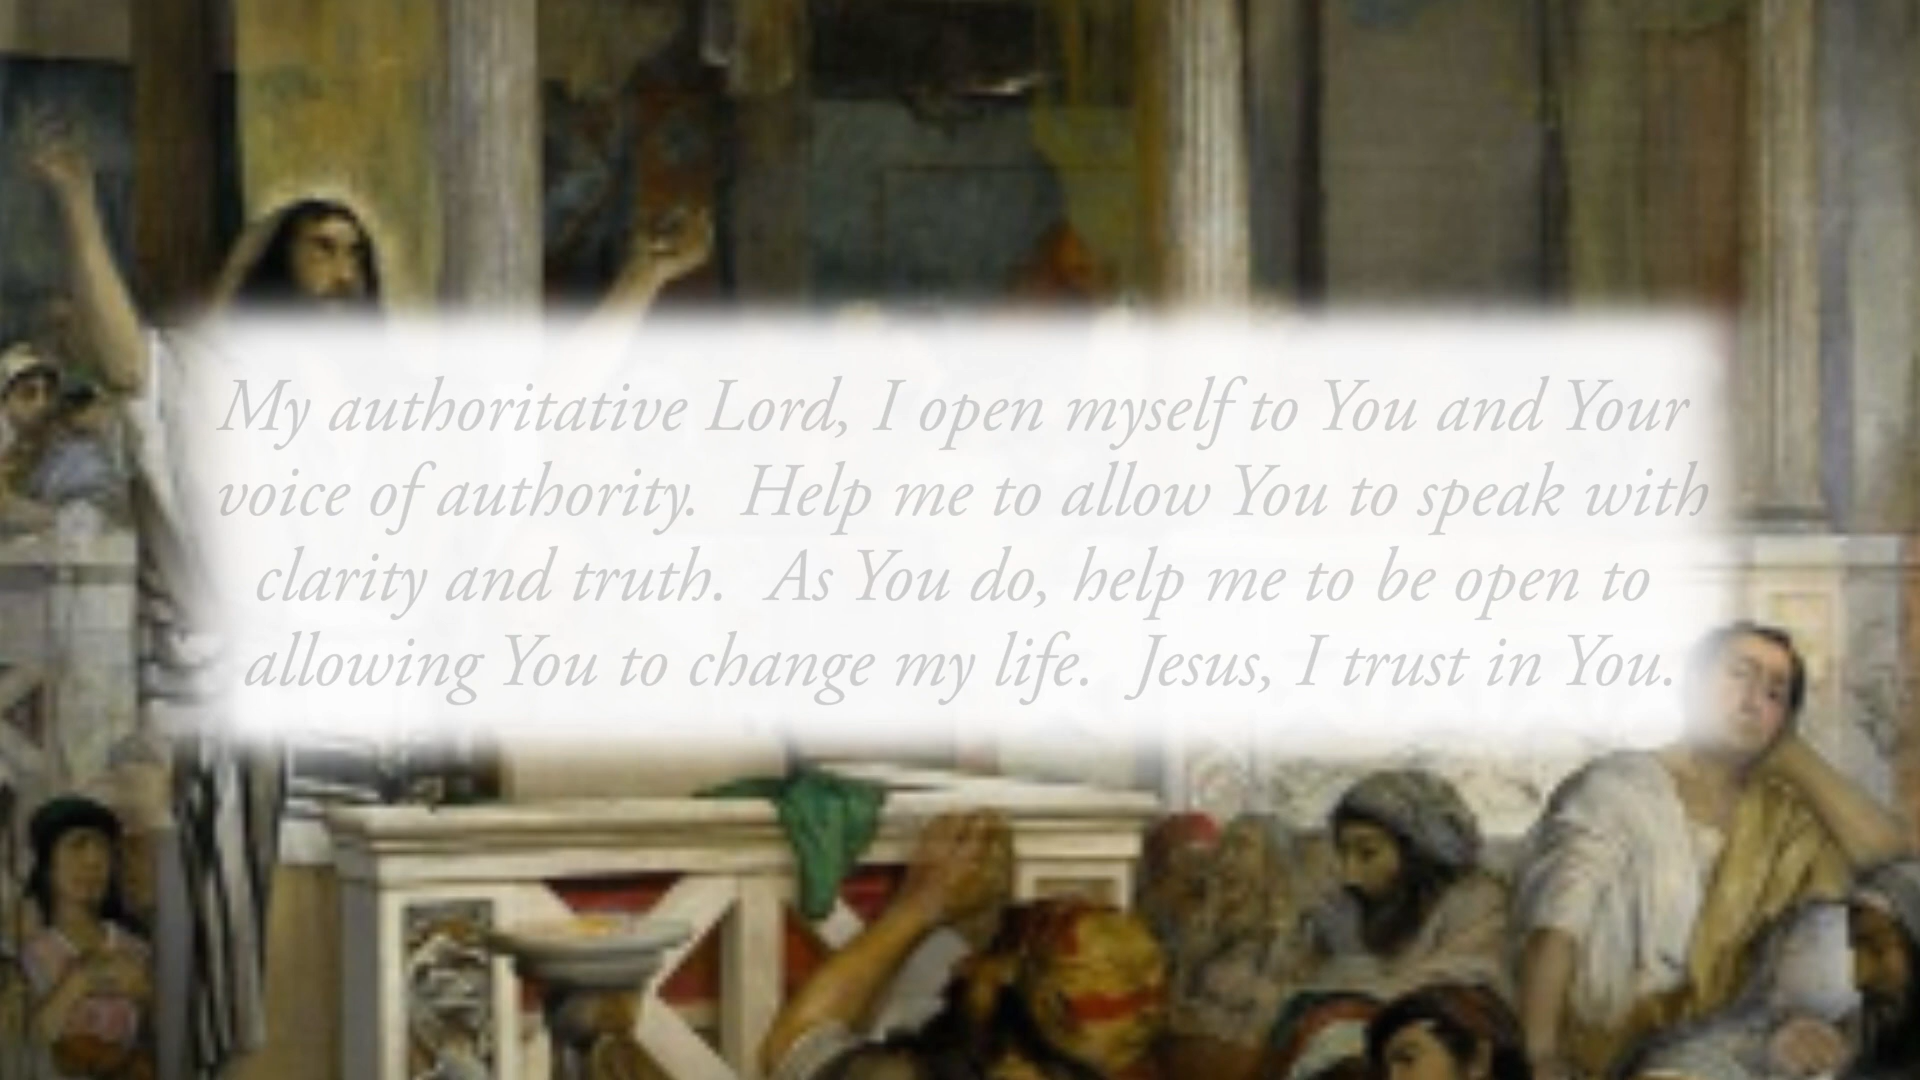 My authoritative Lord, I open myself to You and Your
voice of authority.  Help me to allow You to speak with
clarity and truth.  As You do, help me to be open to
allowing You to change my life.  Jesus, I trust in You.